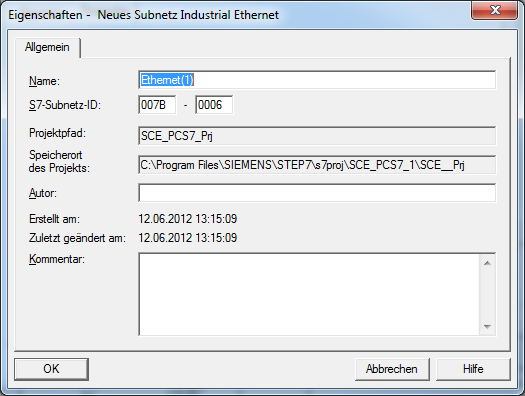 Eigenschaften - Neues Subnetz Industrial Ethernet
Allgemein
Name: Ethernet(1)
S7-Subnetz-ID: 007B - 0006
Projektpfad: SCE_PCS7_Prj
Speicherort
des Projekts: C:\Program Files\SIEMENS\STEP7\s7proj\SCE_PCS7_1\SCE__Prj
Autor:
Erstellt am: 12.06.2012 13:15:09
Zuletzt geändert am: 12.06.2012 13:15:09
Kommentar:
OK Abbrechen Hilfe